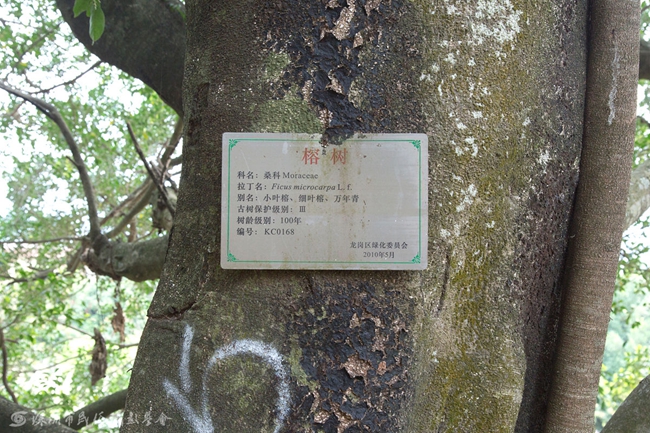 榕树
科名：桑科 Moraceae
拉丁名：Ficus microcarpa L. f.
别名：小叶榕、细叶榕、万年青
古树保护级别：Ⅲ
树龄级别：100年
编号：KC0168
龙岗区绿化委员会
2010年5月